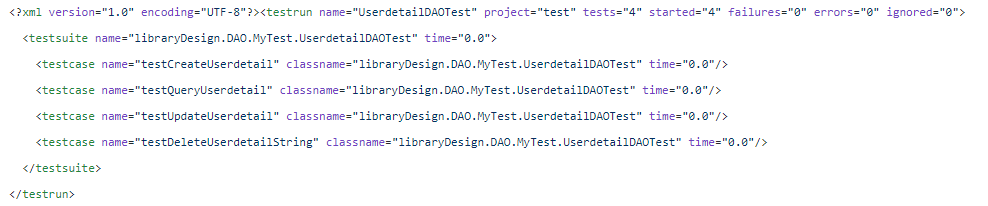 <?xml version="1.0" encoding="UTF-8"?><testrun name="UserdetailDAOTest" project="test" tests="4" started="4" failures="0" errors="0" ignored="0">
<testsuite name="libraryDesign.DAO.MyTest.UserdetailDAOTest" time="0.0">
<testcase name="testCreateUserdetail" classname="libraryDesign.DAO.MyTest.UserdetailDAOTest" time="0.0"/>
<testcase name="testQueryUserdetail" classname="libraryDesign.DAO.MyTest.UserdetailDAOTest" time="0.0"/>
<testcase name="testUpdateUserdetail" classname="libraryDesign.DAO.MyTest.UserdetailDAOTest" time="0.0"/>
<testcase name="testDeleteUserdetailString" classname="libraryDesign.DAO.MyTest.UserdetailDAOTest" time="0.0"/>
</testsuite>
</testrun>